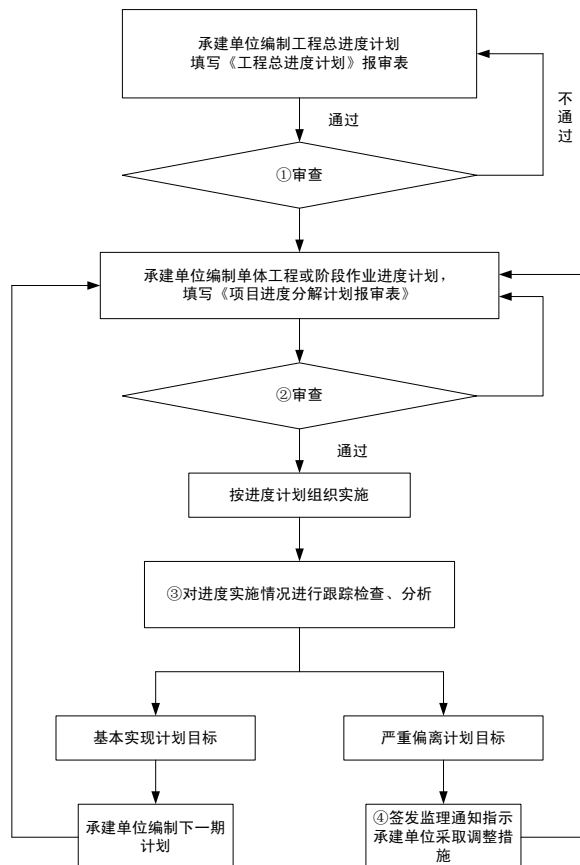 承建单位编制工程总进度计划
填写《工程总进度计划》报审表
通过
不通过
①审查
承建单位编制单体工程或阶段作业进度计划，
填写《项目进度分解计划报审表》
②审查
通过
按进度计划组织实施
③对进度实施情况进行跟踪检查、分析
基本实现计划目标
严重偏离计划目标
承建单位编制下一期
计划
④签发监理通知指示
承建单位采取调整措
施